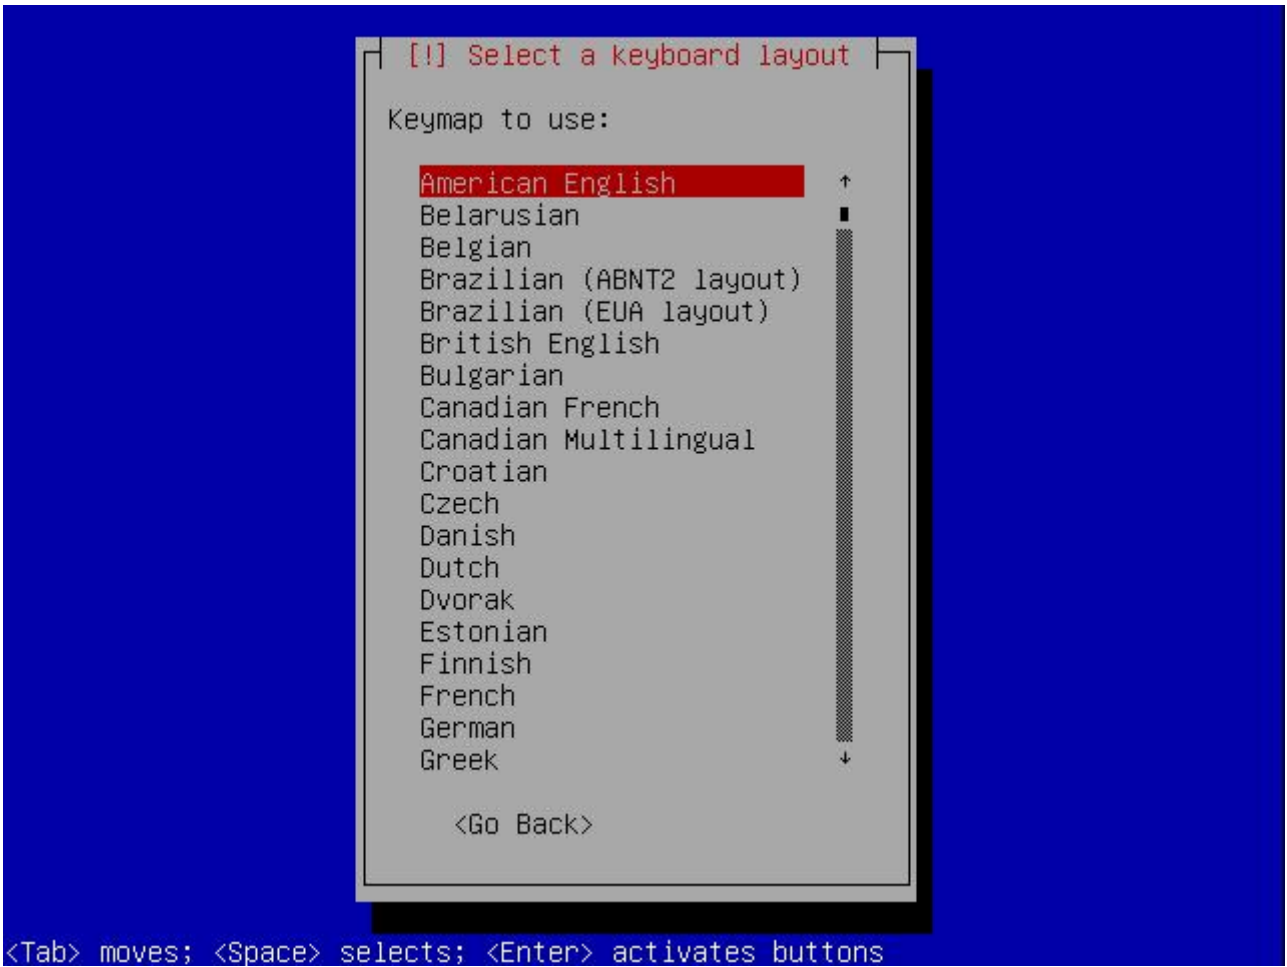 [!] Select a keyboard layout
Keymap to use:
American English
Belarusian
Belgian
Brazilian (ABNT2 layout)
Brazilian (EUA layout)
British English
Bulgarian
Canadian French
Canadian Multilingual
Croatian
Czech
Danish
Dutch
Dvorak
Estonian
Finnish
French
German
Greek
<Go Back>
<Tab> moves; <Space> selects; <Enter> activates buttons